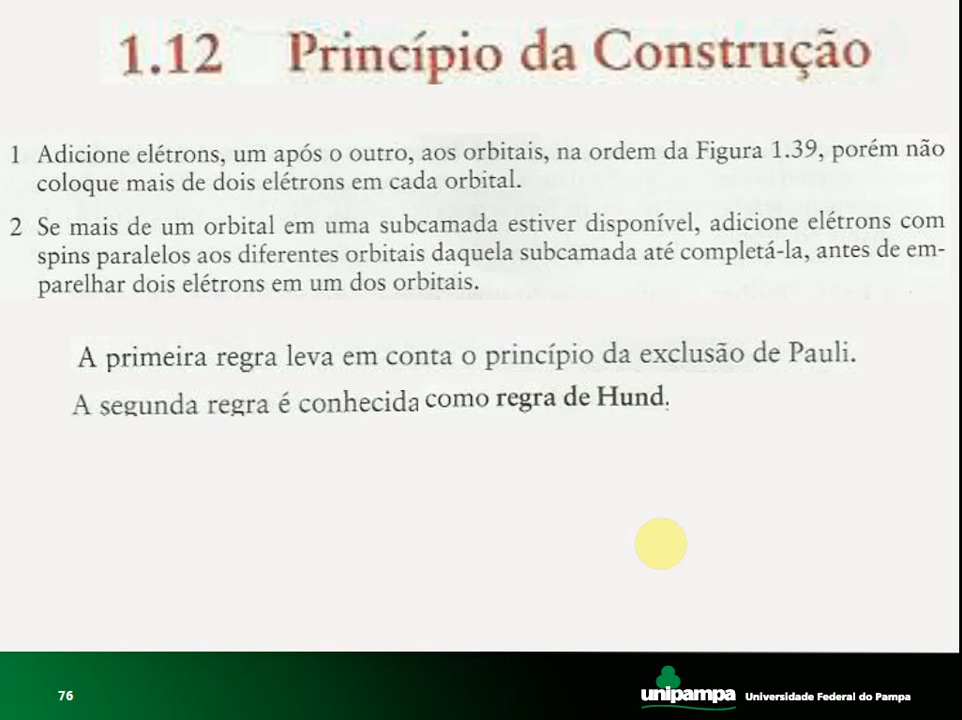 1.12 Princípio da Construção
1 Adicione elétrons, um após o outro, aos orbitais, na ordem da Figura 1.39, porém não
coloque mais de dois elétrons em cada orbital.
2 Se mais de um orbital em uma subcamada estiver disponível, adicione elétrons com
spins paralelos aos diferentes orbitais daquela subcamada até completá-la, antes de em-
parelhar dois elétrons em um dos orbitais.
A primeira regra leva em conta o princípio da exclusão de Pauli.
A segunda regra é conhecida como regra de Hund.
76
unipampa Universidade Federal do Pampa